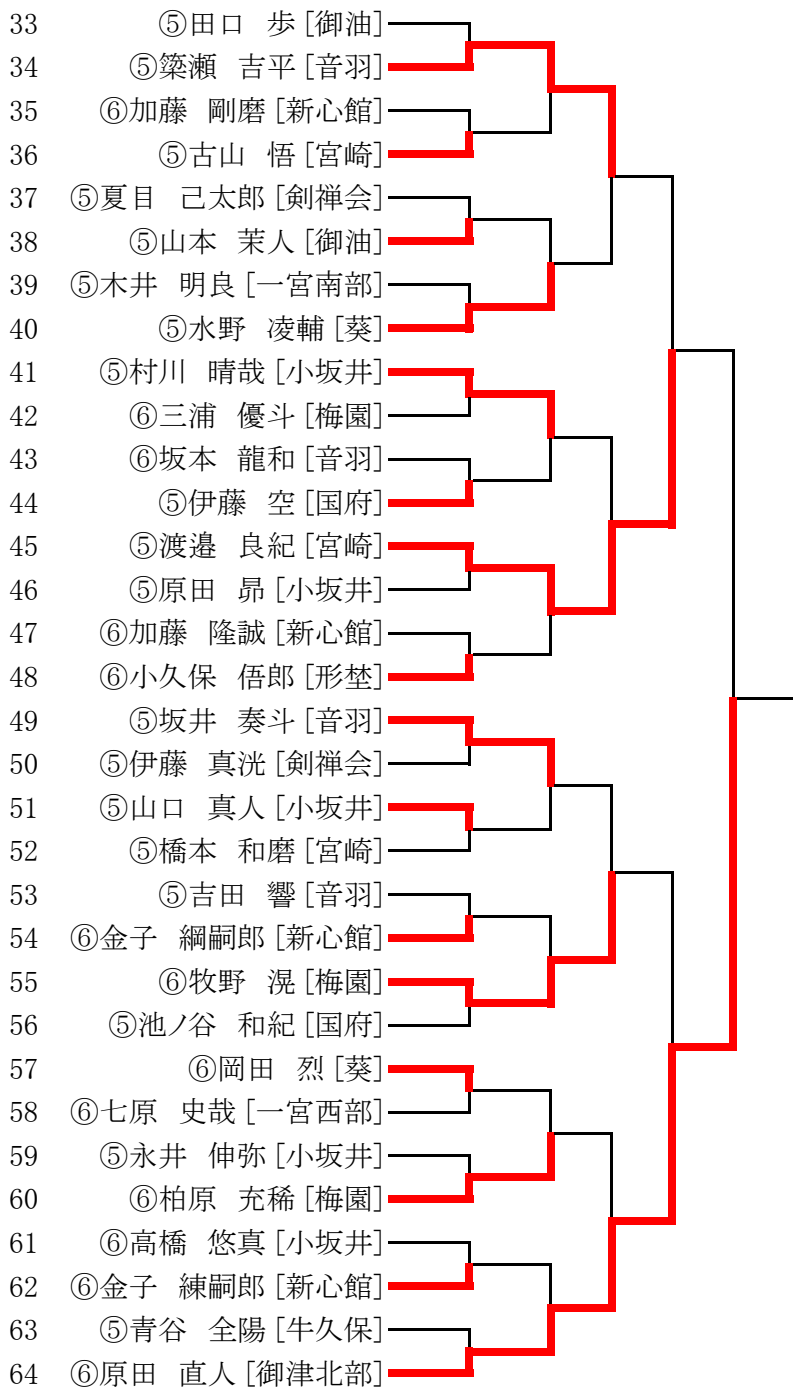 33 ⑤田口 歩 [御油]
34 ⑤簗瀬 吉平 [音羽]
35 ⑥加藤 剛磨 [新心館]
36 ⑤古山 悟 [宮崎]
37 ⑤夏目 己太郎 [剣禅会]
38 ⑤山本 茉人 [御油]
39 ⑤木井 明良 [一宮南部]
40 ⑤水野 凌輔 [葵]
41 ⑤村川 晴哉 [小坂井]
42 ⑥三浦 優斗 [梅園]
43 ⑥坂本 龍和 [音羽]
44 ⑤伊藤 空 [国府]
45 ⑤渡邉 良紀 [宮崎]
46 ⑤原田 昴 [小坂井]
47 ⑥加藤 隆誠 [新心館]
48 ⑥小久保 俉郎 [形埜]
49 ⑤坂井 奏斗 [音羽]
50 ⑤伊藤 真洸 [剣禅会]
51 ⑤山口 真人 [小坂井]
52 ⑤橋本 和磨 [宮崎]
53 ⑤吉田 響 [音羽]
54 ⑥金子 綱嗣郎 [新心館]
55 ⑥牧野 滉 [梅園]
56 ⑤池ノ谷 和紀 [国府]
57 ⑥岡田 烈 [葵]
58 ⑥七原 史哉 [一宮西部]
59 ⑤永井 伸弥 [小坂井]
60 ⑥柏原 充稀 [梅園]
61 ⑥高橋 悠真 [小坂井]
62 ⑥金子 練嗣郎 [新心館]
63 ⑤青谷 全陽 [牛久保]
64 ⑥原田 直人 [御津北部]